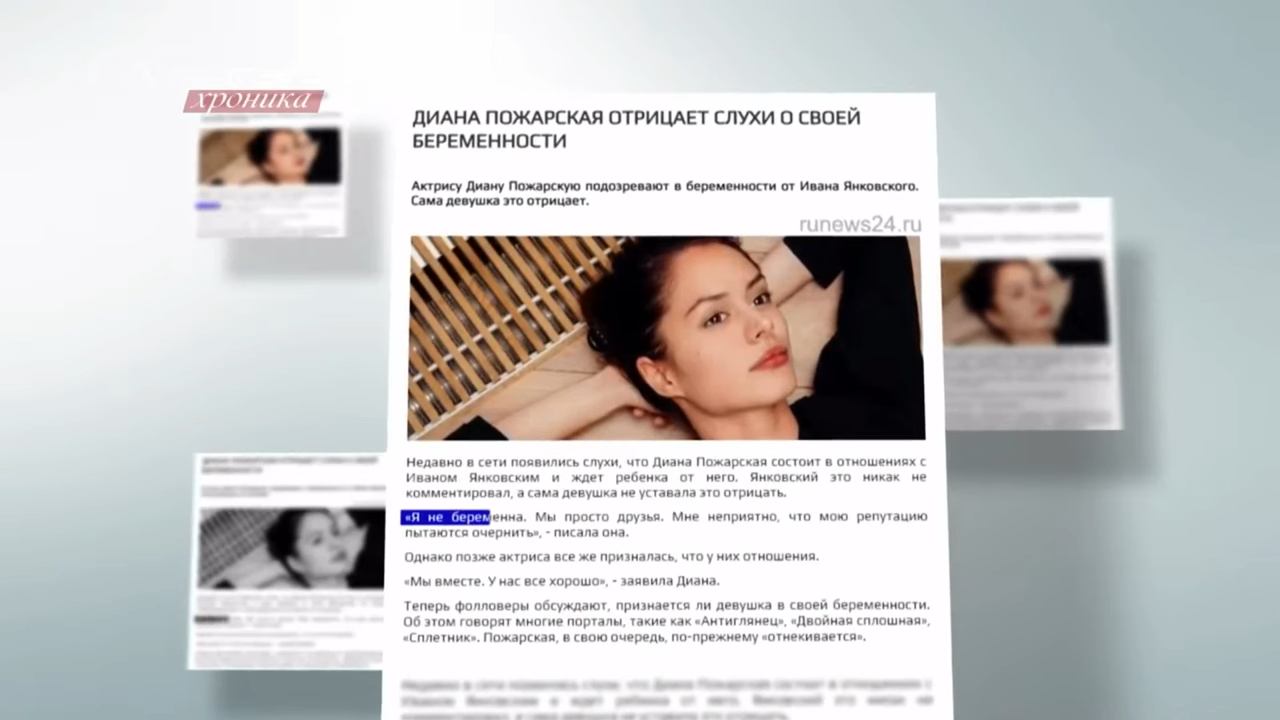 хроника
ДИАНА ПОЖАРСКАЯ ОТРИЦАЕТ СЛУХИ О СВОЕЙ
БЕРЕМЕННОСТИ
Актрису Диану Пожарскую подозревают в беременности от Ивана Янковского.
Сама девушка это отрицает.
runews24.ru
Недавно в сети появились слухи, что Диана Пожарская состоит в отношениях с
Иваном Янковским и ждет ребенка от него. Янковский это никак не
комментировал, а сама девушка не уставала это отрицать.
«Я не беременна. Мы просто друзья. Мне неприятно, что мою репутацию
пытаются очернить», - писала она.
Однако позже актриса все же призналась, что у них отношения.
«Мы вместе. У нас все хорошо», - заявила Диана.
Теперь фолловеры обсуждают, признается ли девушка в своей беременности.
Об этом говорят многие порталы, такие как «Антиглянец», «Двойная сплошная»,
«Сплетник». Пожарская, в свою очередь, по-прежнему «отнекивается».